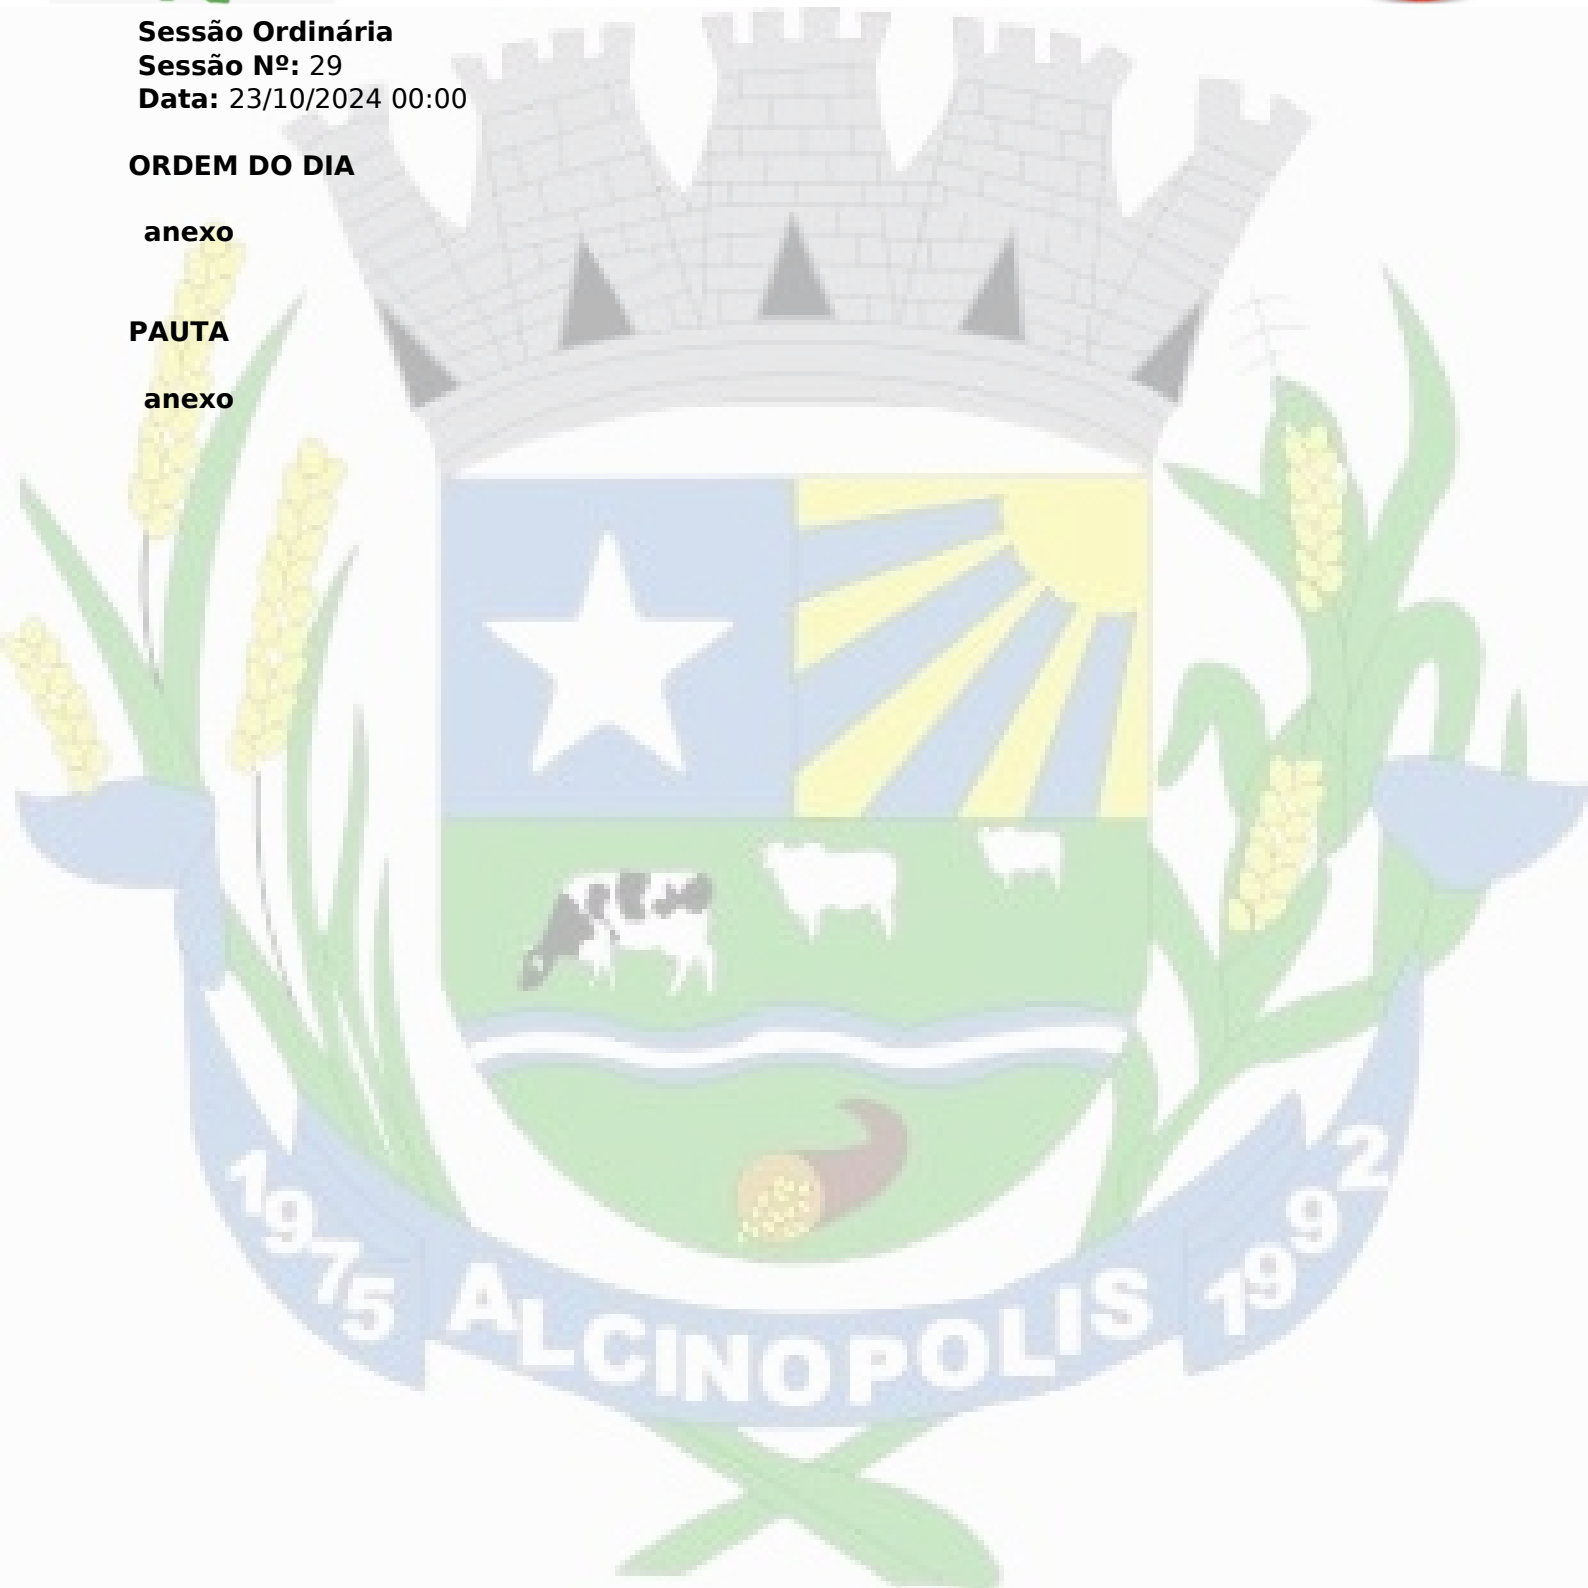 Sessão Ordinária
Sessão Nº: 29
Data: 23/10/2024 00:00
ORDEM DO DIA
anexo
PAUTA
anexo
1975 ALCINOPOLIS 1992